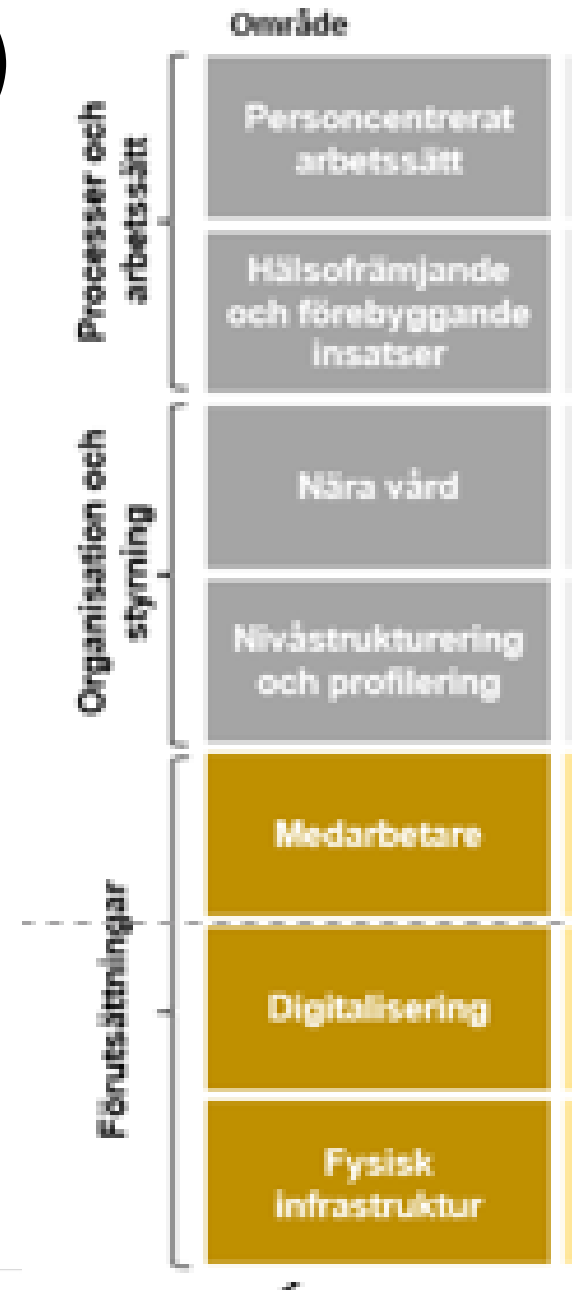 Område
Processer och
arbetssätt
Personcentrerat
arbetssätt
Hälsofrämjande
och förebyggande
insatser
Organisation och
styrning
Nära vård
Nivåstrukturering
och profilering
Förutsättningar
Medarbetare
Digitalisering
Fysisk
infrastruktur